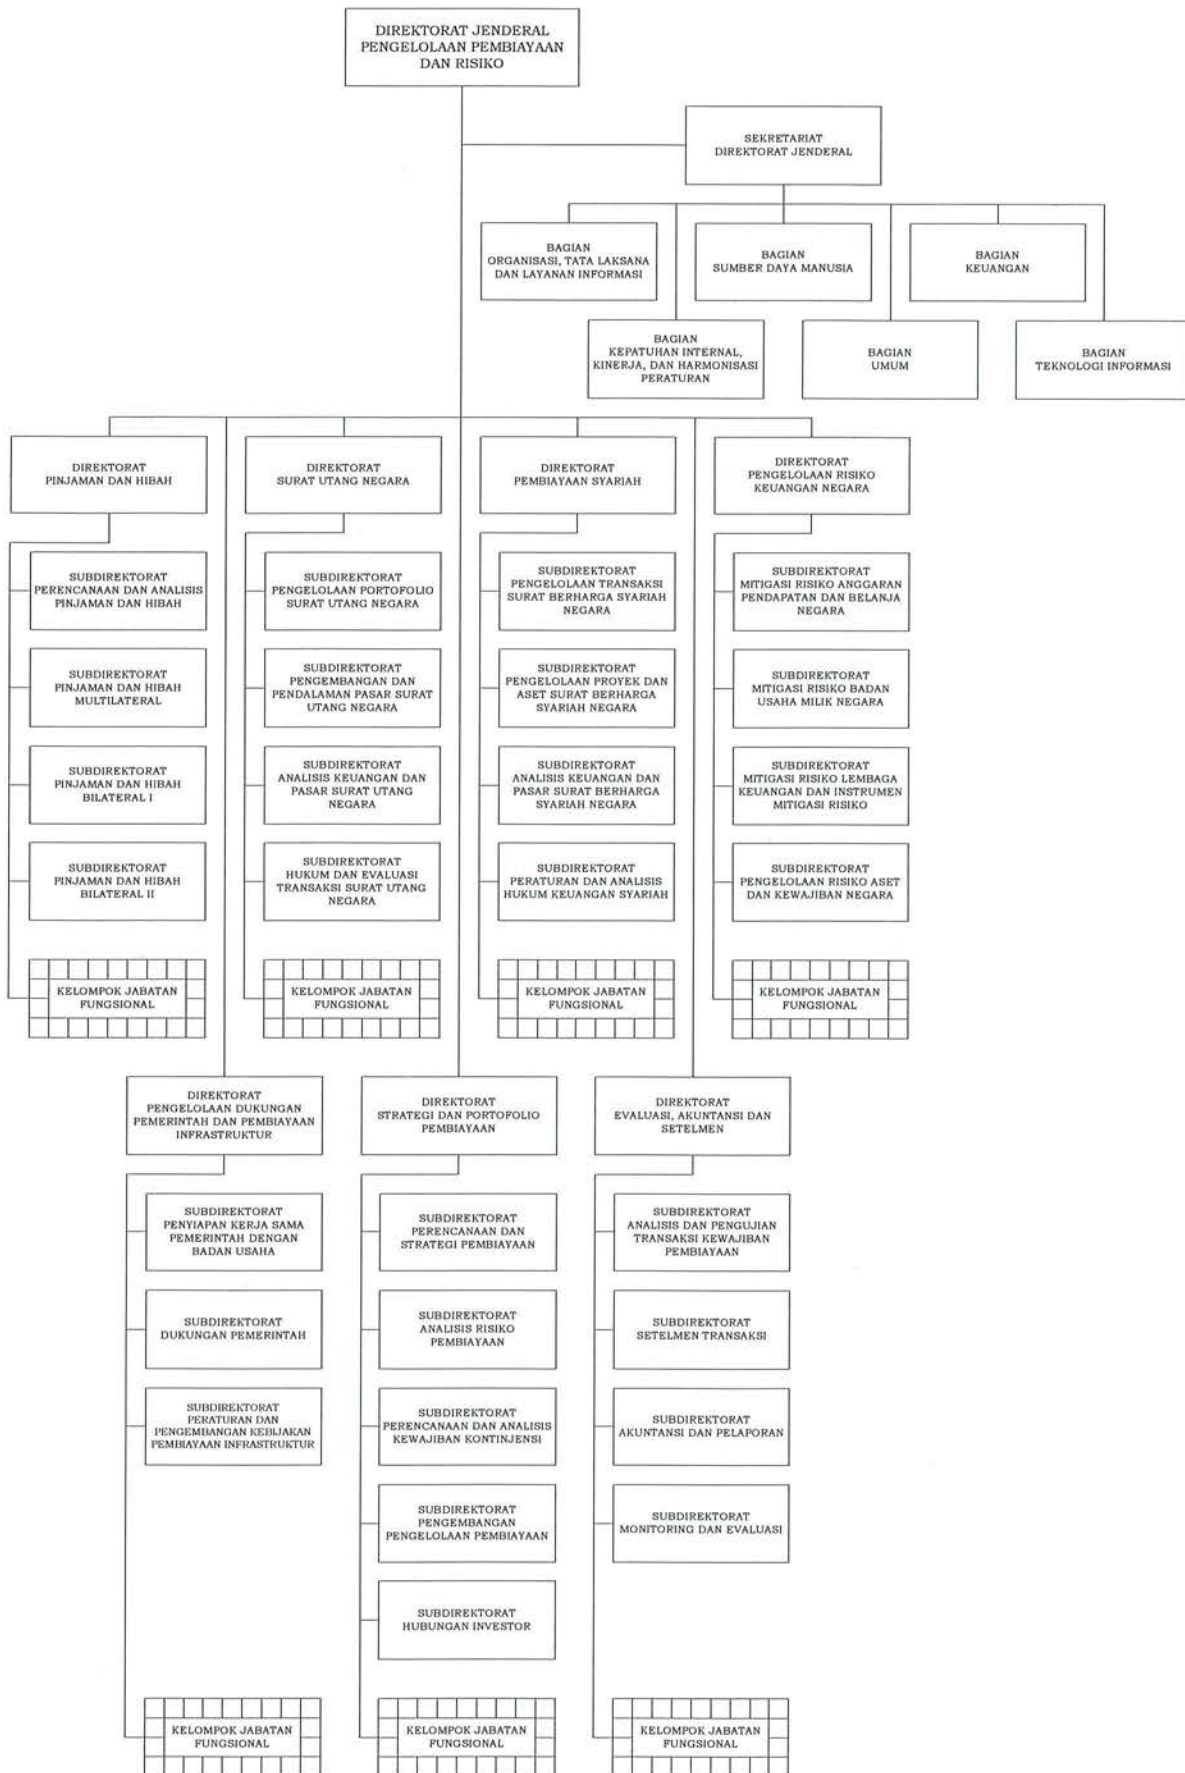 DIREKTORAT JENDERAL
PENGELOLAAN PEMBIAYAAN
DAN RISIKO
SEKRETARIAT
DIREKTORAT JENDERAL
BAGIAN
ORGANISASI, TATA LAKSANA
DAN LAYANAN INFORMASI
BAGIAN
SUMBER DAYA MANUSIA
BAGIAN
KEUANGAN
BAGIAN
KEPATUHAN INTERNAL,
KINERJA, DAN HARMONISASI
PERATURAN
BAGIAN
UMUM
BAGIAN
TEKNOLOGI INFORMASI
DIREKTORAT
PINJAMAN DAN HIBAH
SUBDIREKTORAT
PERENCANAAN DAN ANALISIS
PINJAMAN DAN HIBAH
SUBDIREKTORAT
PINJAMAN DAN HIBAH
MULTILATERAL
SUBDIREKTORAT
PINJAMAN DAN HIBAH
BILATERAL I
SUBDIREKTORAT
PINJAMAN DAN HIBAH
BILATERAL II
KELOMPOK JABATAN
FUNGSIONAL
DIREKTORAT
SURAT UTANG NEGARA
SUBDIREKTORAT
PENGELOLAAN PORTOFOLIO
SURAT UTANG NEGARA
SUBDIREKTORAT
PENGEMBANGAN DAN
PENDALAMAN PASAR SURAT
UTANG NEGARA
SUBDIREKTORAT
ANALISIS KEUANGAN DAN
PASAR SURAT UTANG
NEGARA
SUBDIREKTORAT
HUKUM DAN EVALUASI
TRANSAKSI SURAT UTANG
NEGARA
KELOMPOK JABATAN
FUNGSIONAL
DIREKTORAT
PEMBIAYAAN SYARIAH
SUBDIREKTORAT
PENGELOLAAN TRANSAKSI
SURAT BERHARGA SYARIAH
NEGARA
SUBDIREKTORAT
PENGELOLAAN PROYEK DAN
ASET SURAT BERHARGA
SYARIAH NEGARA
SUBDIREKTORAT
ANALISIS KEUANGAN DAN
PASAR SURAT BERHARGA
SYARIAH NEGARA
SUBDIREKTORAT
PERATURAN DAN ANALISIS
HUKUM KEUANGAN SYARIAH
KELOMPOK JABATAN
FUNGSIONAL
DIREKTORAT
PENGELOLAAN RISIKO
KEUANGAN NEGARA
SUBDIREKTORAT
MITIGASI RISIKO ANGGARAN
PENDAPATAN DAN BELANJA
NEGARA
SUBDIREKTORAT
MITIGASI RISIKO BADAN
USAHA MILIK NEGARA
SUBDIREKTORAT
MITIGASI RISIKO LEMBAGA
KEUANGAN DAN INSTRUMEN
MITIGASI RISIKO
SUBDIREKTORAT
PENGELOLAAN RISIKO ASET
DAN KEWAJIBAN NEGARA
KELOMPOK JABATAN
FUNGSIONAL
DIREKTORAT
PENGELOLAAN DUKUNGAN
PEMERINTAH DAN PEMBIAYAAN
INFRASTRUKTUR
SUBDIREKTORAT
PENYIAPAN KERJA SAMA
PEMERINTAH DENGAN
BADAN USAHA
SUBDIREKTORAT
DUKUNGAN PEMERINTAH
SUBDIREKTORAT
PERATURAN DAN
PENGEMBANGAN KEBIJAKAN
PEMBIAYAAN INFRASTRUKTUR
KELOMPOK JABATAN
FUNGSIONAL
DIREKTORAT
STRATEGI DAN PORTOFOLIO
PEMBIAYAAN
SUBDIREKTORAT
PERENCANAAN DAN
STRATEGI PEMBIAYAAN
SUBDIREKTORAT
ANALISIS RISIKO
PEMBIAYAAN
SUBDIREKTORAT
PERENCANAAN DAN ANALISIS
KEWAJIBAN KONTINJENSI
SUBDIREKTORAT
PENGEMBANGAN
PENGELOLAAN PEMBIAYAAN
SUBDIREKTORAT
HUBUNGAN INVESTOR
KELOMPOK JABATAN
FUNGSIONAL
DIREKTORAT
EVALUASI, AKUNTANSI DAN
SETELMEN
SUBDIREKTORAT
ANALISIS DAN PENGUJIAN
TRANSAKSI KEWAJIBAN
PEMBIAYAAN
SUBDIREKTORAT
SETELMEN TRANSAKSI
SUBDIREKTORAT
AKUNTANSI DAN PELAPORAN
SUBDIREKTORAT
MONITORING DAN EVALUASI
KELOMPOK JABATAN
FUNGSIONAL